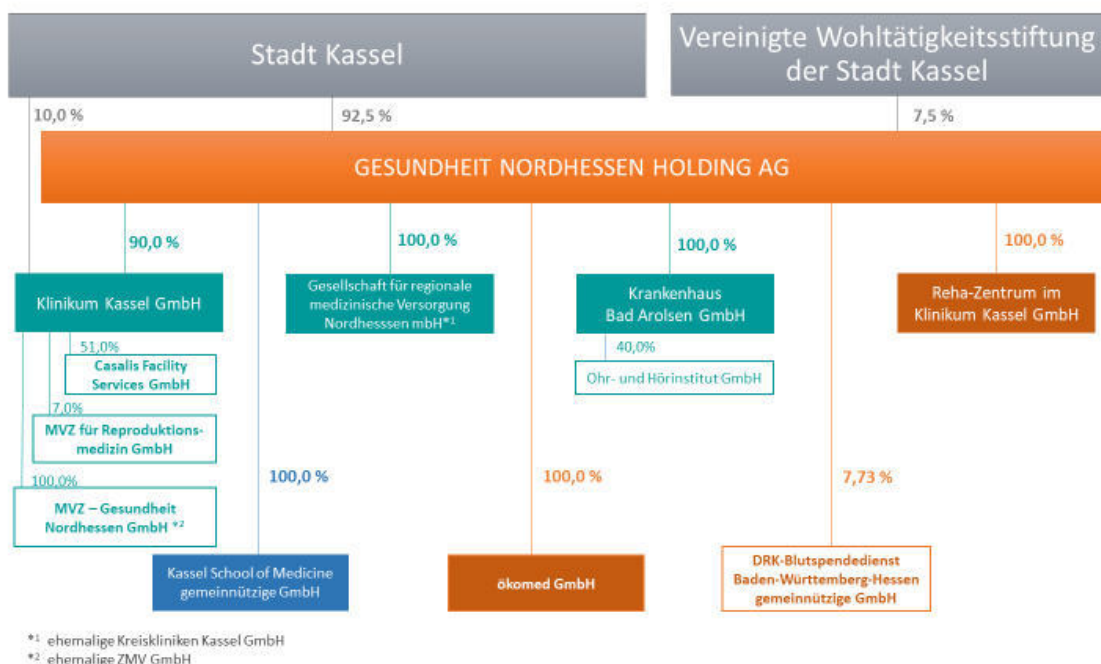 Stadt Kassel
Vereinigte Wohltätigkeitsstiftung
der Stadt Kassel
10,0 %
92,5 %
7,5 %
GESUNDHEIT NORDHESSEN HOLDING AG
90,0 %
100,0 %
100,0 %
100,0 %
Klinikum Kassel GmbH
Gesellschaft für regionale
medizinische Versorgung
Nordhesssen mbH*1
Krankenhaus
Bad Arolsen GmbH
Reha-Zentrum im
Klinikum Kassel GmbH
51,0%
Casalis Facility
Services GmbH
40,0%
Ohr- und Hörinstitut GmbH
7,0%
MVZ für Reproduktions-
medizin GmbH
100,0%
MVZ – Gesundheit
Nordhessen GmbH *2
100,0 %
100,0 %
7,73 %
Kassel School of Medicine
gemeinnützige GmbH
ökomed GmbH
DRK-Blutspendedienst
Baden-Württemberg-Hessen
gemeinnützige GmbH
*1 ehemalige Kreiskliniken Kassel GmbH
*2 ehemalige ZMV GmbH